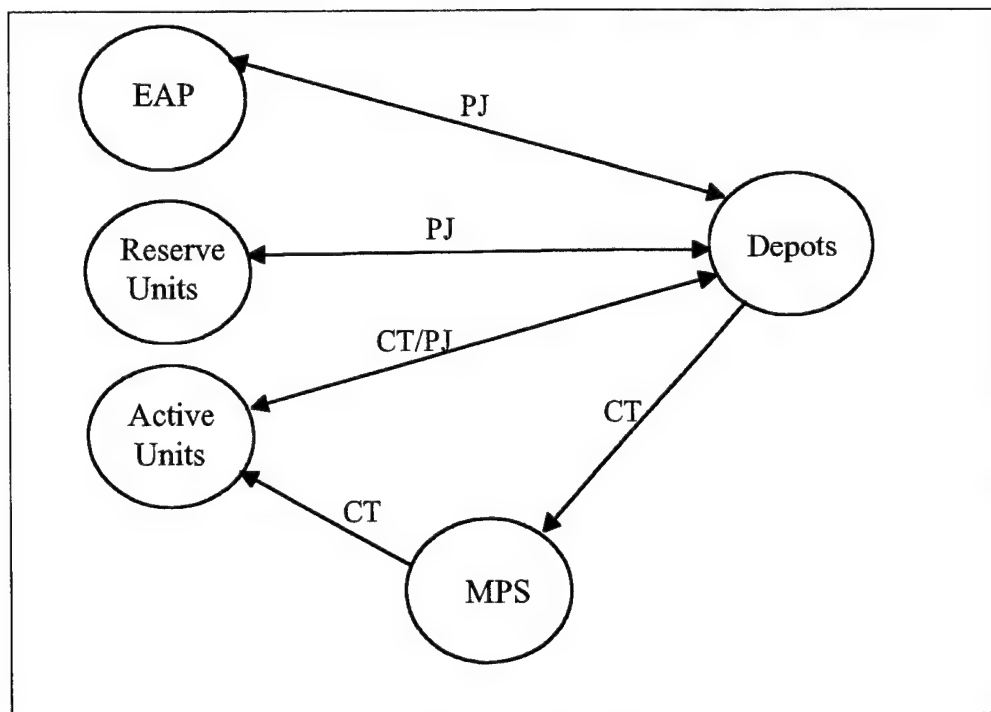 EAP
PJ
Reserve
Units
PJ
Depots
CT/PJ
Active
Units
CT
CT
MPS